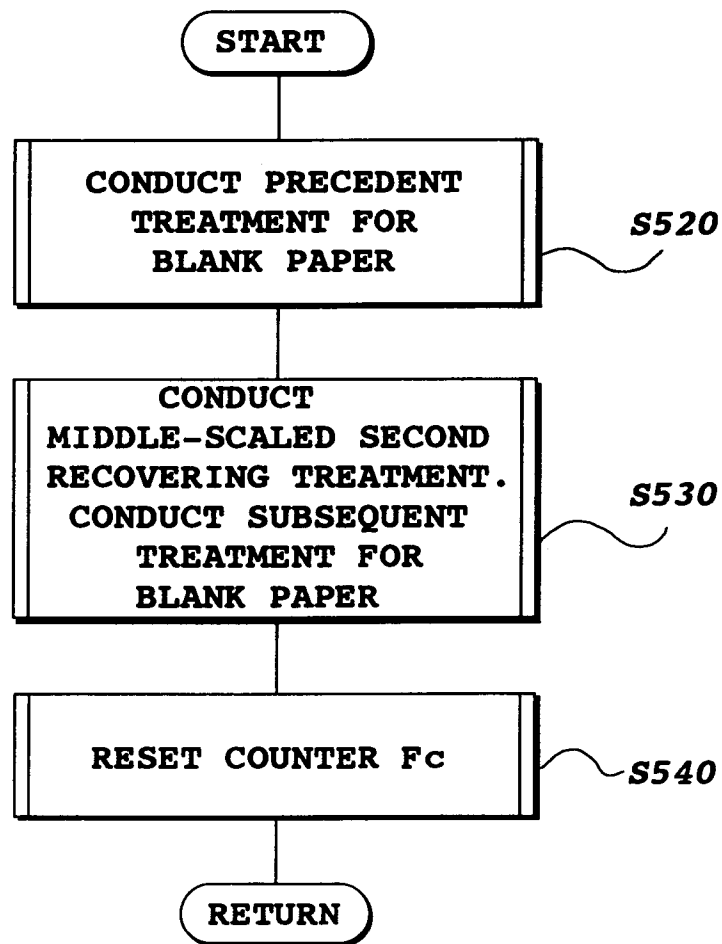 START
CONDUCT PRECEDENT
TREATMENT FOR
BLANK PAPER
S520
CONDUCT
MIDDLE-SCALED SECOND
RECOVERING TREATMENT.
CONDUCT SUBSEQUENT
TREATMENT FOR
BLANK PAPER
S530
RESET COUNTER Fc
S540
RETURN